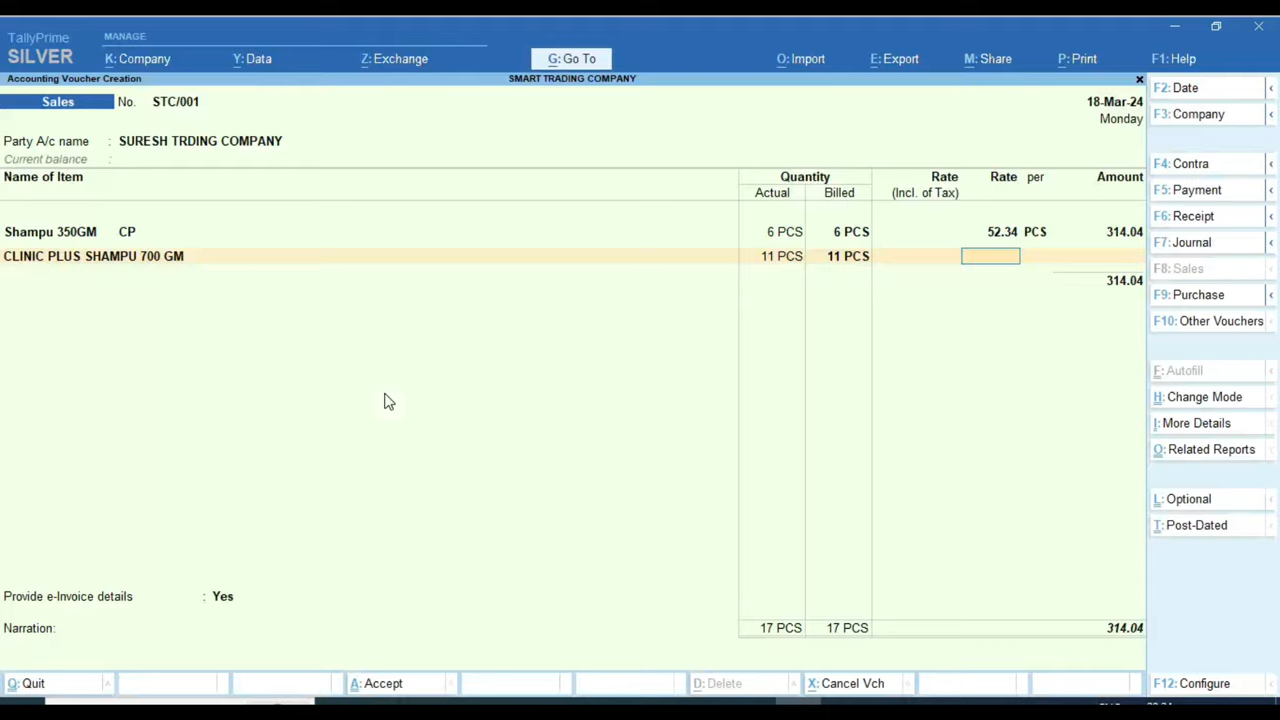 TallyPrime MANAGE
SILVER K: Company Y: Data Z: Exchange G: Go To O: Import E: Export M: Share P: Print F1: Help
Accounting Voucher Creation SMART TRADING COMPANY
Sales No. STC/001 18-Mar-24
Monday
Party A/c name : SURESH TRDING COMPANY
Current balance :
Name of Item Quantity Rate Rate per Amount
Actual Billed (Incl. of Tax)
Shampu 350GM CP 6 PCS 6 PCS 52.34 PCS 314.04
CLINIC PLUS SHAMPU 700 GM 11 PCS 11 PCS
314.04
Provide e-Invoice details : Yes
Narration: 17 PCS 17 PCS 314.04
Q: Quit A: Accept D: Delete X: Cancel Vch
F2: Date
F3: Company
F4: Contra
F5: Payment
F6: Receipt
F7: Journal
F8: Sales
F9: Purchase
F10: Other Vouchers
F: Autofill
H: Change Mode
I: More Details
O: Related Reports
L: Optional
T: Post-Dated
F12: Configure